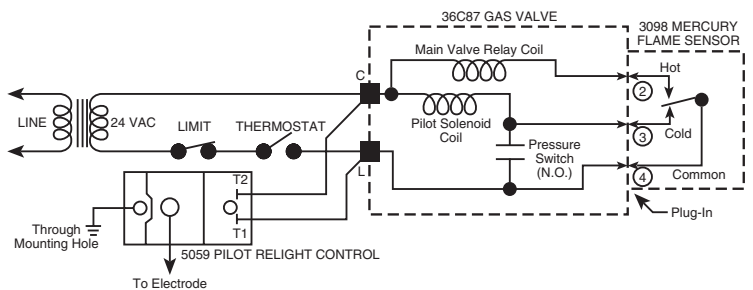 36C87 GAS VALVE
3098 MERCURY
FLAME SENSOR
Main Valve Relay Coil
Hot
C
2
LINE
24 VAC
LIMIT
THERMOSTAT
Pilot Solenoid
Coil
3
Cold
Pressure
Switch
(N.O.)
L
4
Common
T2
Plug-In
Through
Mounting Hole
T1
5059 PILOT RELIGHT CONTROL
To Electrode